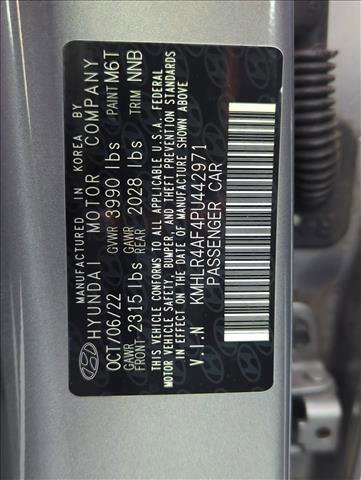 MANUFACTURED IN KOREA BY
HYUNDAI MOTOR COMPANY
OCT/06/22 GVWR 3990 lbs PAINT M6T
GAWR FRONT 2315 lbs GAWR REAR 2028 lbs TRIM NNB
THIS VEHICLE CONFORMS TO ALL APPLICABLE U.S.A. FEDERAL
MOTOR VEHICLE SAFETY, BUMPER, AND THEFT PREVENTION STANDARDS
IN EFFECT ON THE DATE OF MANUFACTURE SHOWN ABOVE.
V.I.N KMHLR4AF4PU442971
PASSENGER CAR